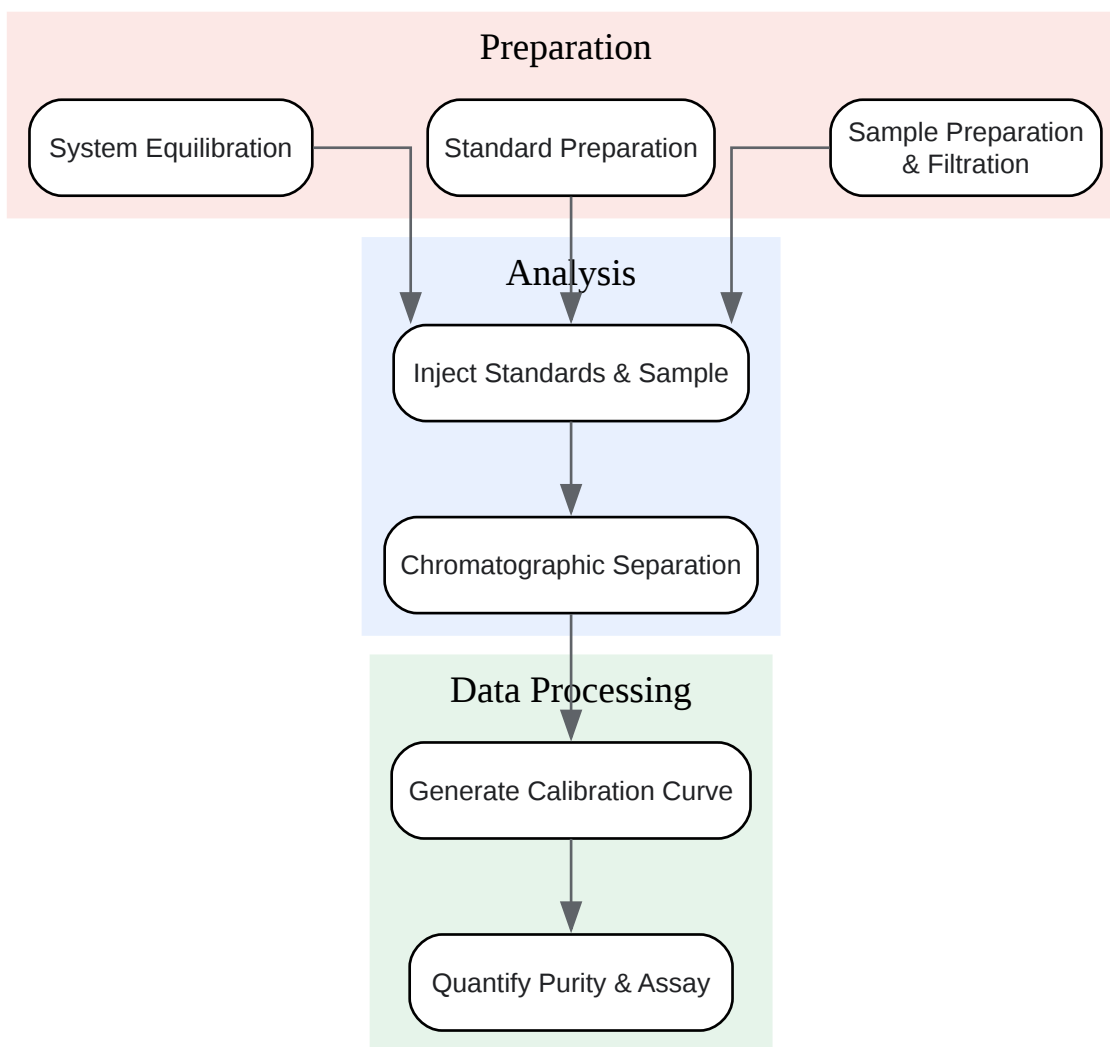 Preparation
System Equilibration
Standard Preparation
Sample Preparation
& Filtration
Analysis
Inject Standards & Sample
Chromatographic Separation
Data Processing
Generate Calibration Curve
Quantify Purity & Assay